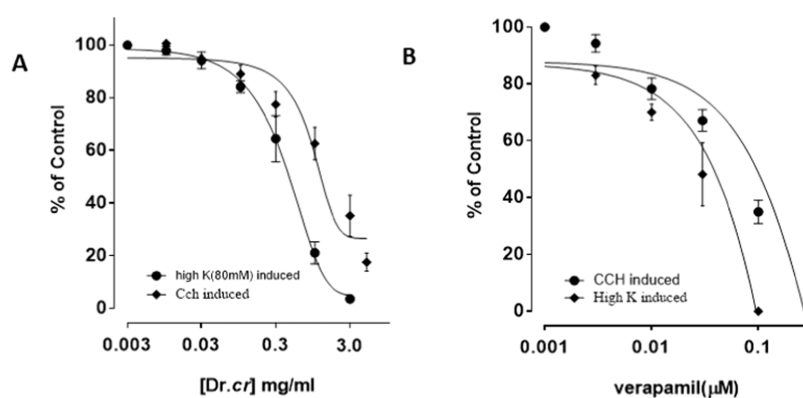 A
% of Control
100
80
60
40
20
0
high K(80mM) induced
Cch induced
0.003
0.03
0.3
3.0
[Dr.cr] mg/ml
B
% of Control
100
80
60
40
20
0
CCH induced
High K induced
0.001
0.01
0.1
verapamil(μM)